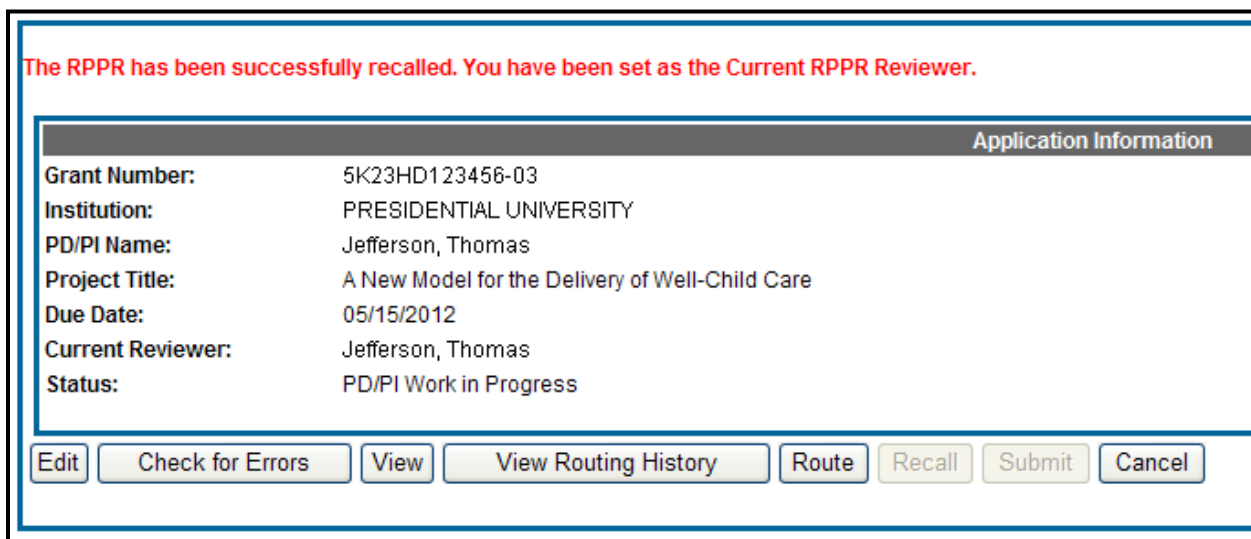 The RPPR has been successfully recalled. You have been set as the Current RPPR Reviewer.
Application Information
Grant Number: 5K23HD123456-03
Institution: PRESIDENTIAL UNIVERSITY
PD/PI Name: Jefferson, Thomas
Project Title: A New Model for the Delivery of Well-Child Care
Due Date: 05/15/2012
Current Reviewer: Jefferson, Thomas
Status: PD/PI Work in Progress
Edit Check for Errors View View Routing History Route Recall Submit Cancel